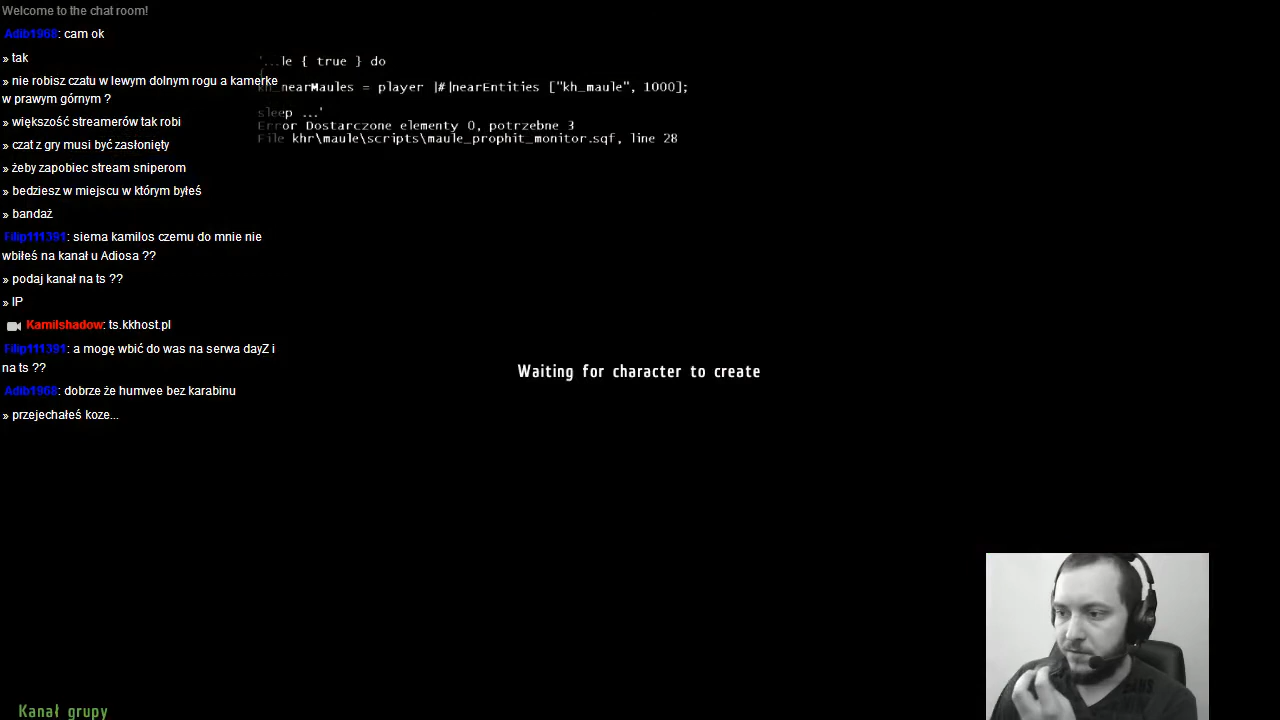 Welcome to the chat room!
Adib1968: cam ok
» tak
» nie robisz czatu w lewym dolnym rogu a kamerke
w prawym górnym ?
» większość streamerów tak robi
» czat z gry musi być zasłonięty
» żeby zapobiec stream sniperom
» bedziesz w miejscu w którym byłeś
» bandaż
Filip111391: siema kamilos czemu do mnie nie
wbiłeś na kanał u Adiosa ??
» podaj kanał na ts ??
» IP
Kamilshadow: ts.kkhost.pl
Filip111391: a mogę wbić do was na serwa dayZ i
na ts ??
Adib1968: dobrze że humvee bez karabinu
» przejechałeś koze...
'...le { true } do
{
kh_nearMaules = player |#|nearEntities ["kh_maule", 1000];
sleep ...'
Error Dostarczone elementy 0, potrzebne 3
File khr\maule\scripts\maule_prophit_monitor.sqf, line 28
Waiting for character to create
Kanał grupy